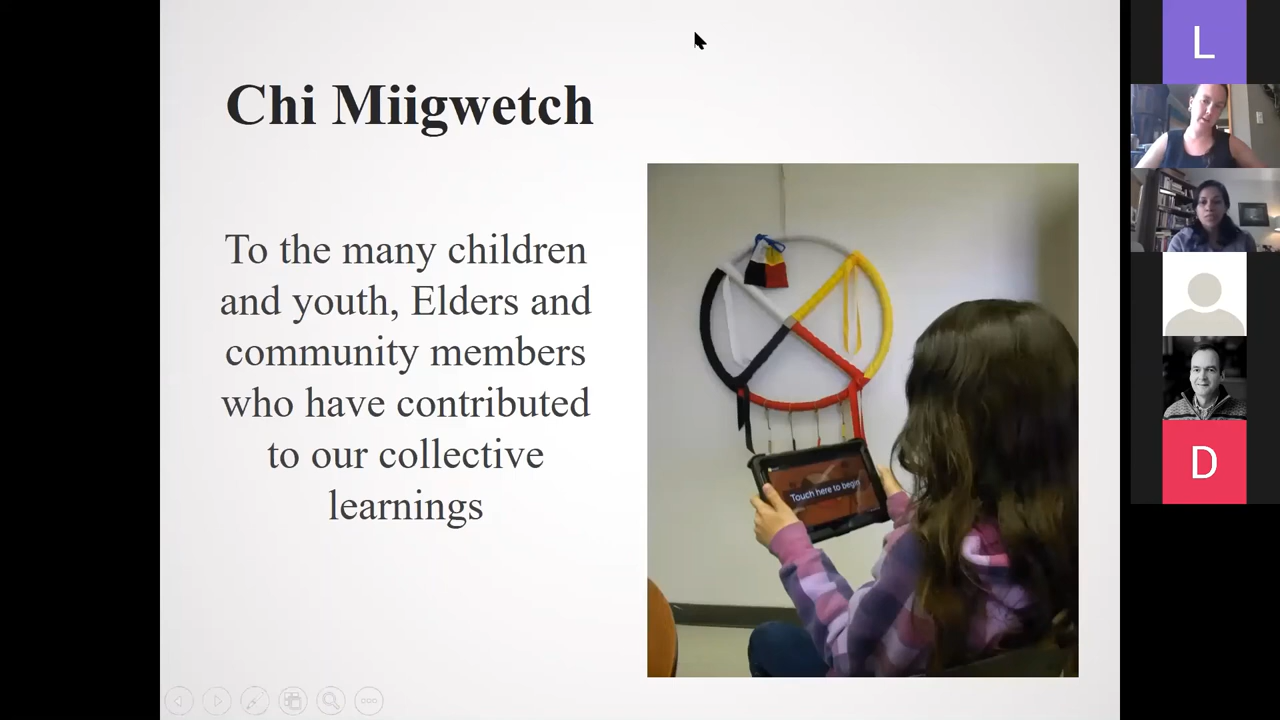 Chi Miigwetch
To the many children
and youth, Elders and
community members
who have contributed
to our collective
learnings
Touch here to begin
L
D